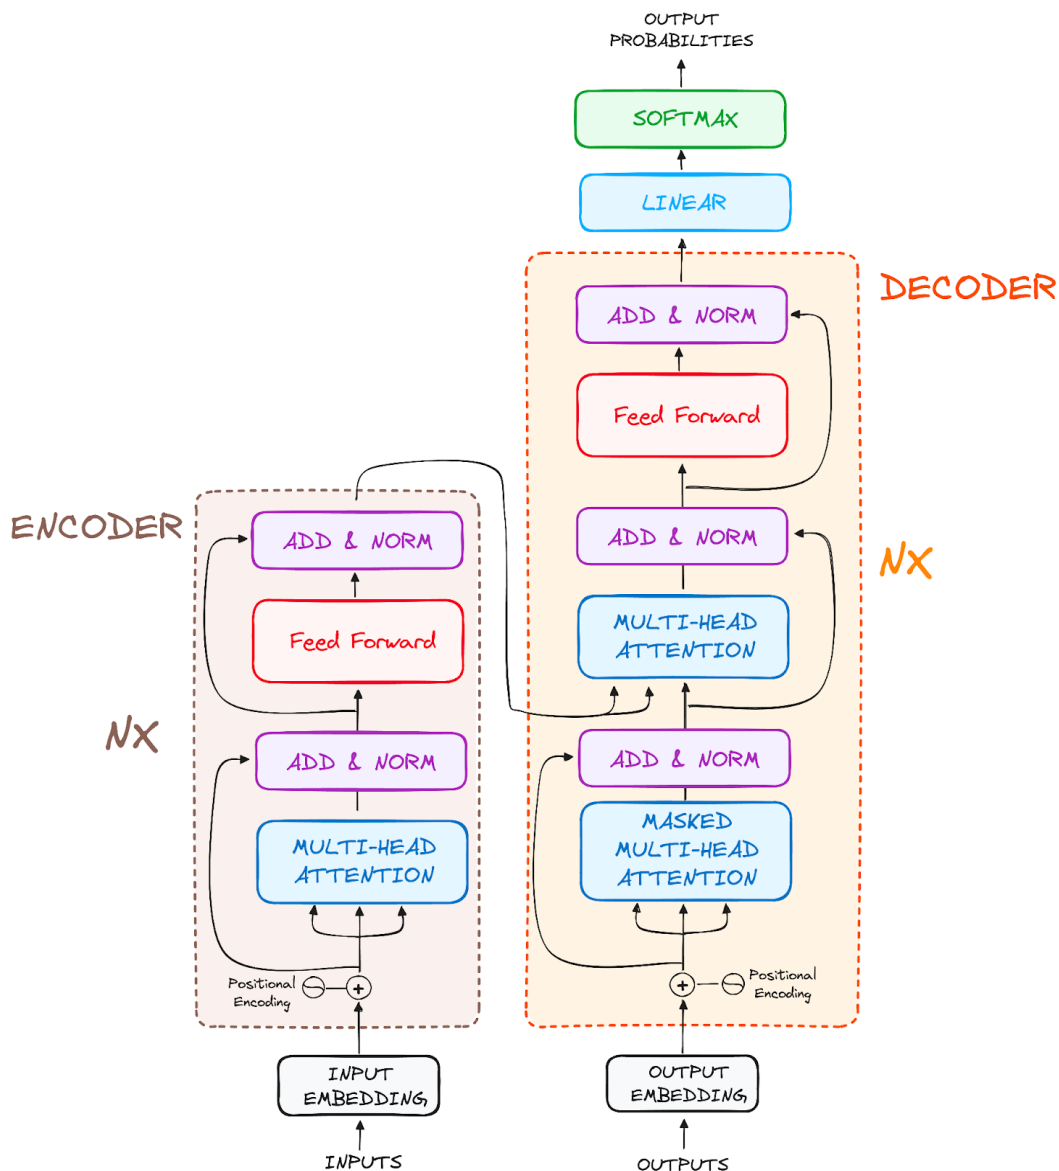 OUTPUT
PROBABILITIES
SOFTMAX
LINEAR
DECODER
ADD & NORM
Feed Forward
ADD & NORM
NX
MULTI-HEAD
ATTENTION
ADD & NORM
MASKED
MULTI-HEAD
ATTENTION
Positional
Encoding
OUTPUT
EMBEDDING
OUTPUTS
ENCODER
ADD & NORM
Feed Forward
NX
ADD & NORM
MULTI-HEAD
ATTENTION
Positional
Encoding
INPUT
EMBEDDING
INPUTS